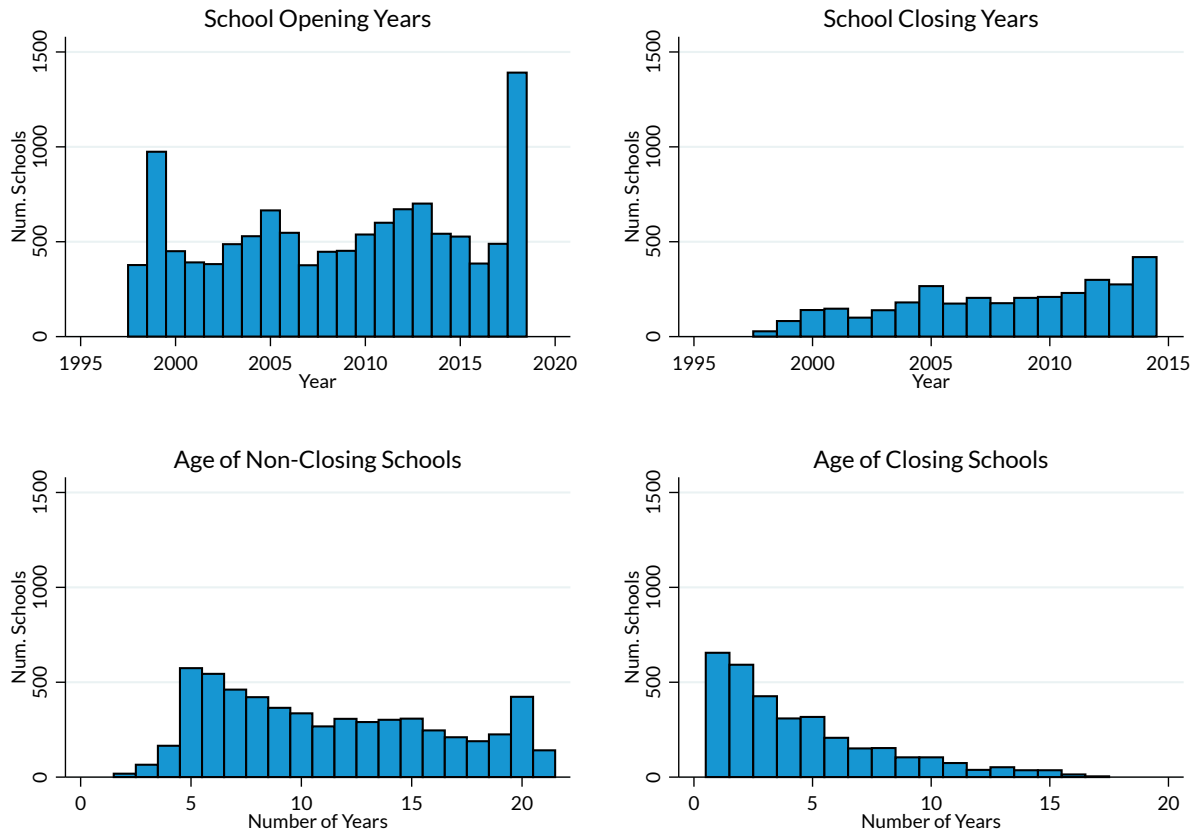 School Opening Years
1500
1000
500
0
Num. Schools
1995 2000 2005 2010 2015 2020
Year
School Closing Years
1500
1000
500
0
Num. Schools
1995 2000 2005 2010 2015
Year
Age of Non-Closing Schools
1500
1000
500
0
Num. Schools
0 5 10 15 20
Number of Years
Age of Closing Schools
1500
1000
500
0
Num. Schools
0 5 10 15 20
Number of Years